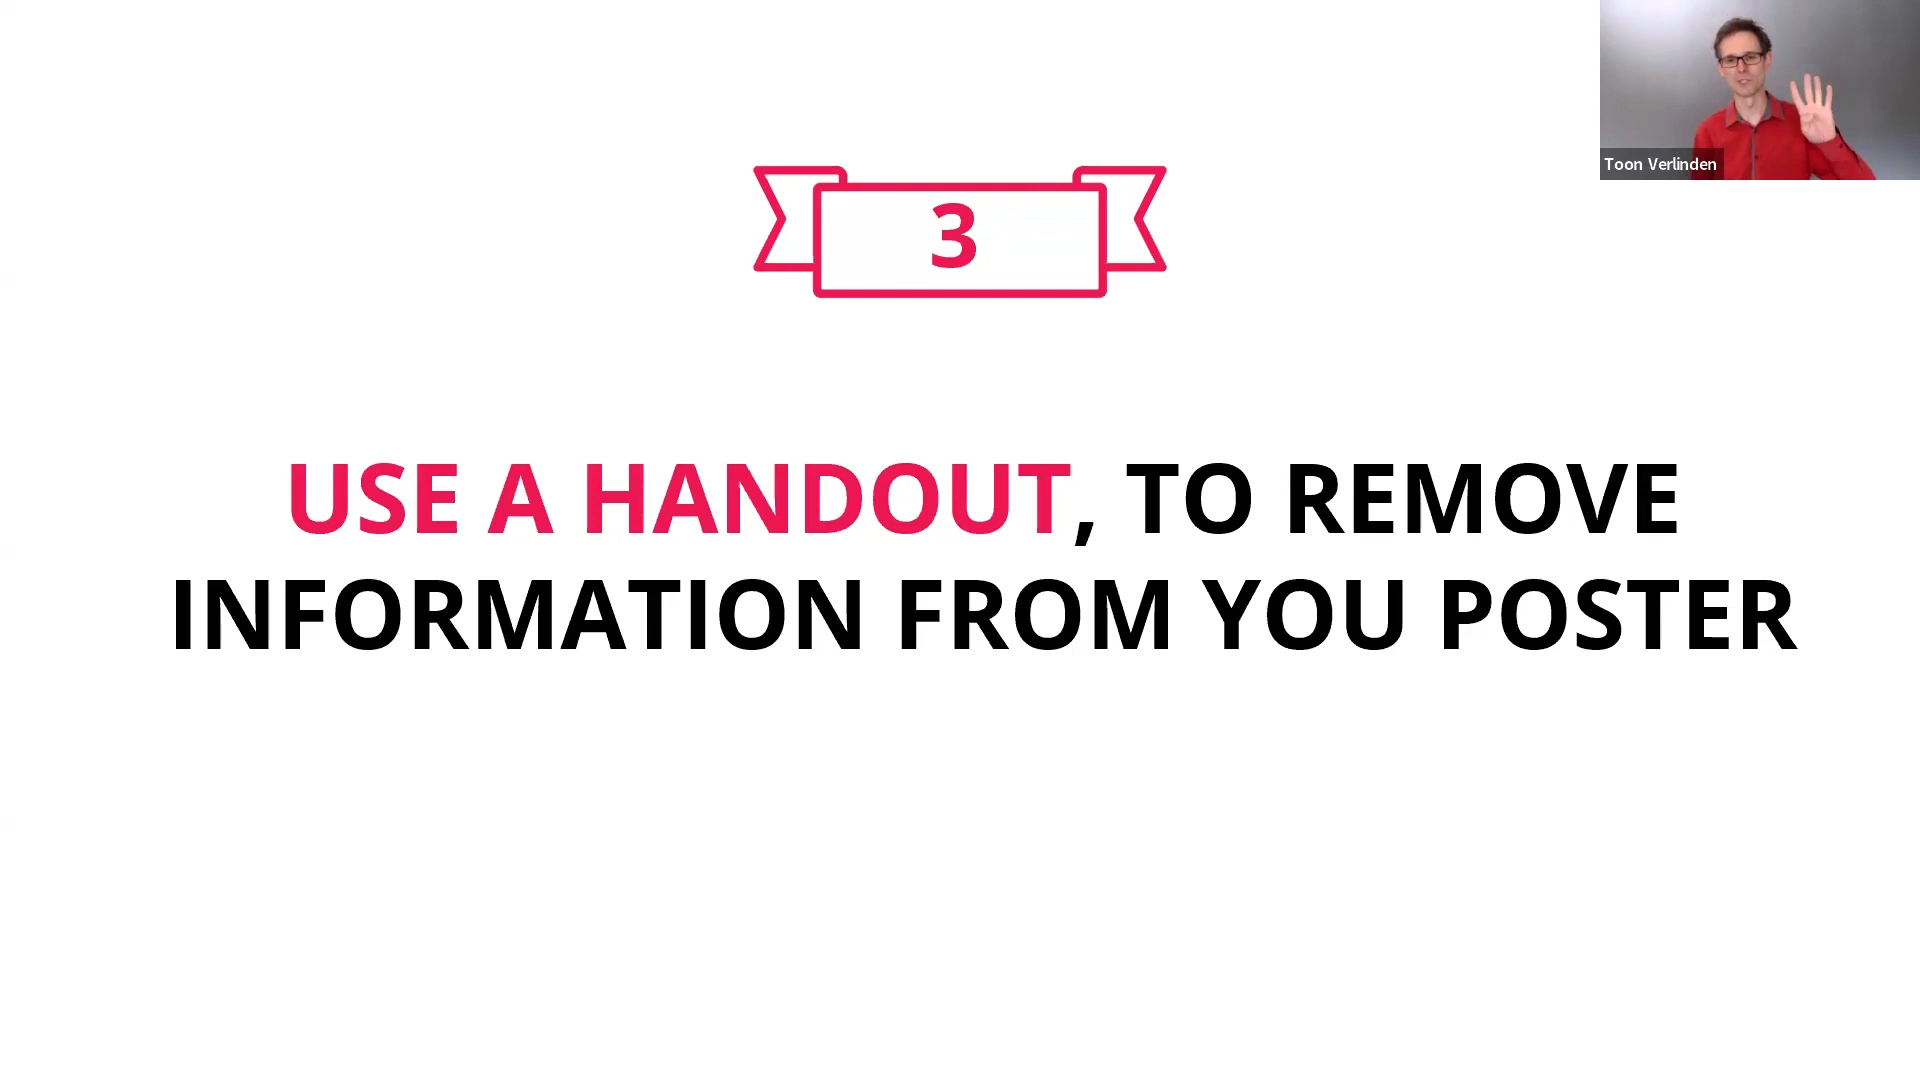 3
Toon Verlinden
USE A HANDOUT, TO REMOVE
INFORMATION FROM YOU POSTER